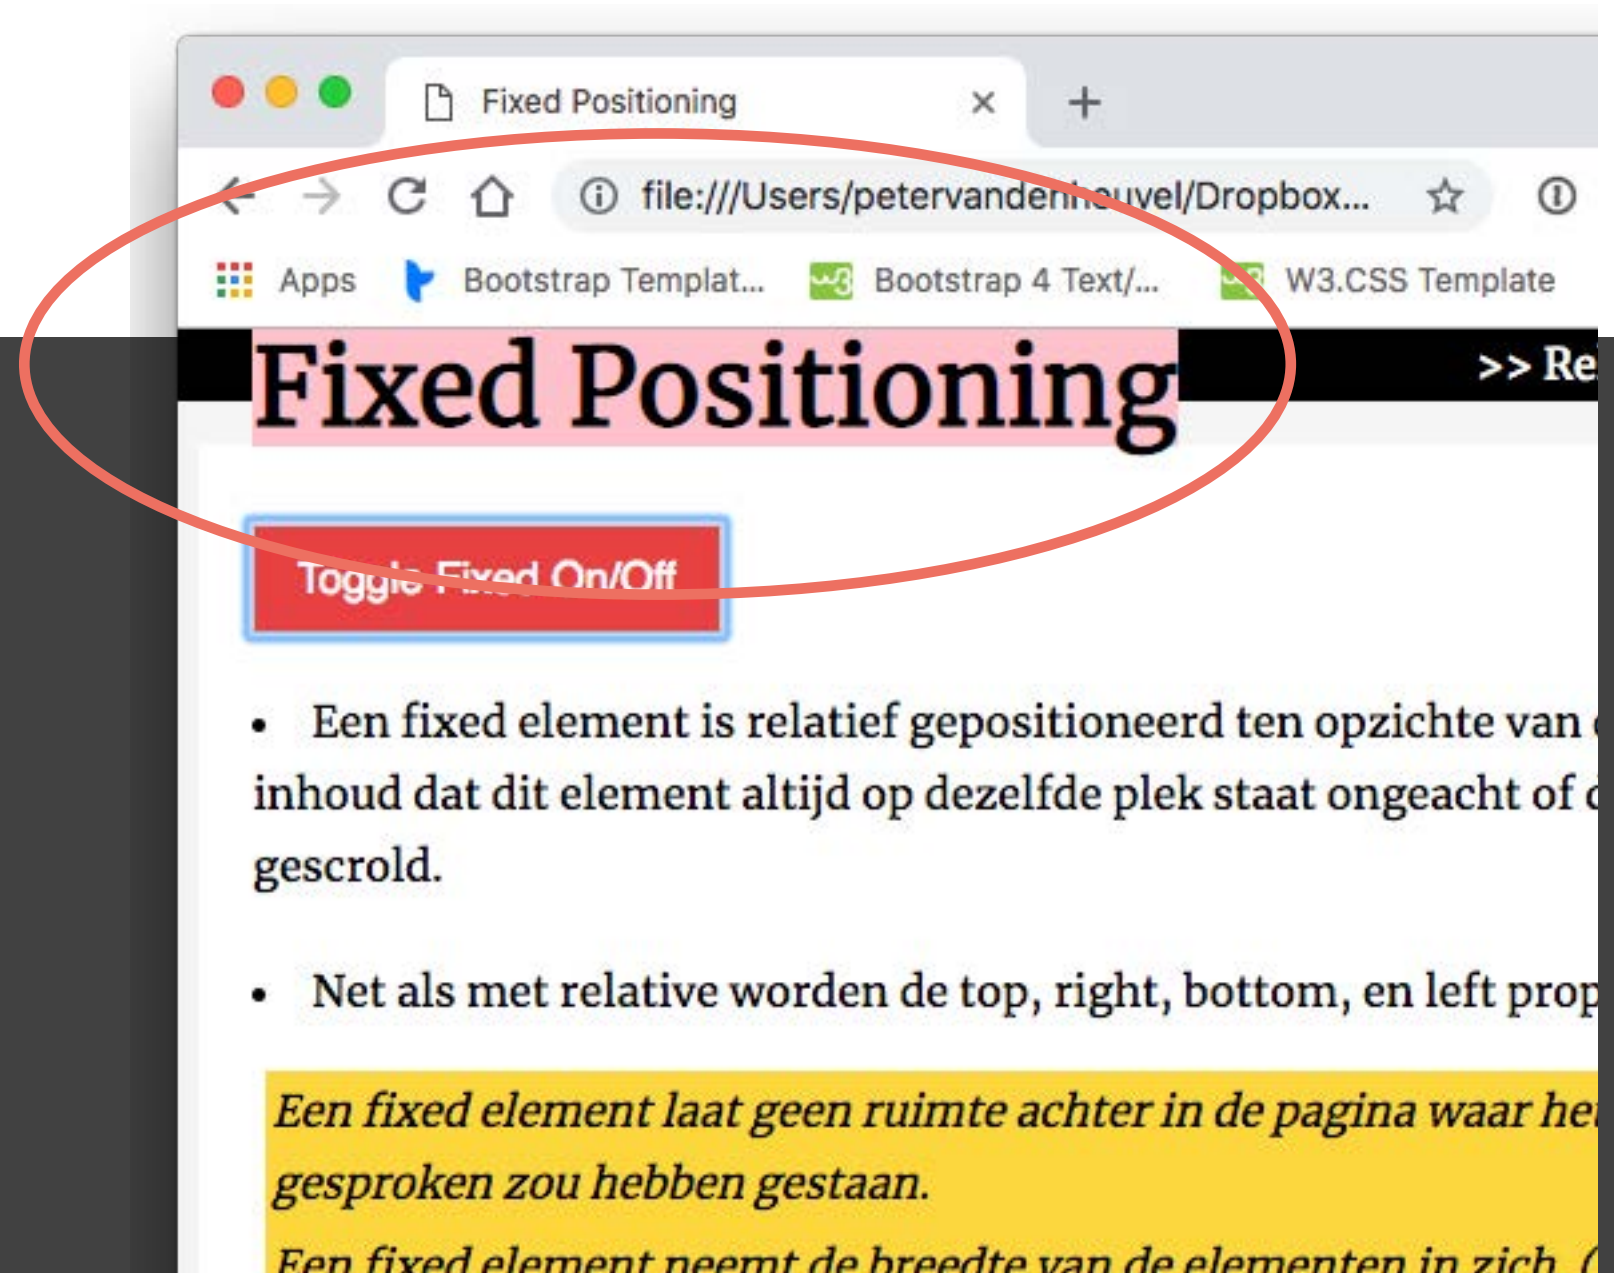 Fixed Positioning
file:///Users/petervandenheuvel/Dropbox...
Apps Bootstrap Templat... Bootstrap 4 Text/... W3.CSS Template
Fixed Positioning
>> Re
Toggle Fixed On/Off
• Een fixed element is relatief gepositioneerd ten opzichte van
inhoud dat dit element altijd op dezelfde plek staat ongeacht of
gescrold.
• Net als met relative worden de top, right, bottom, en left prop
Een fixed element laat geen ruimte achter in de pagina waar he
gesproken zou hebben gestaan.
Een fixed element neemt de breedte van de elementen in zich. (